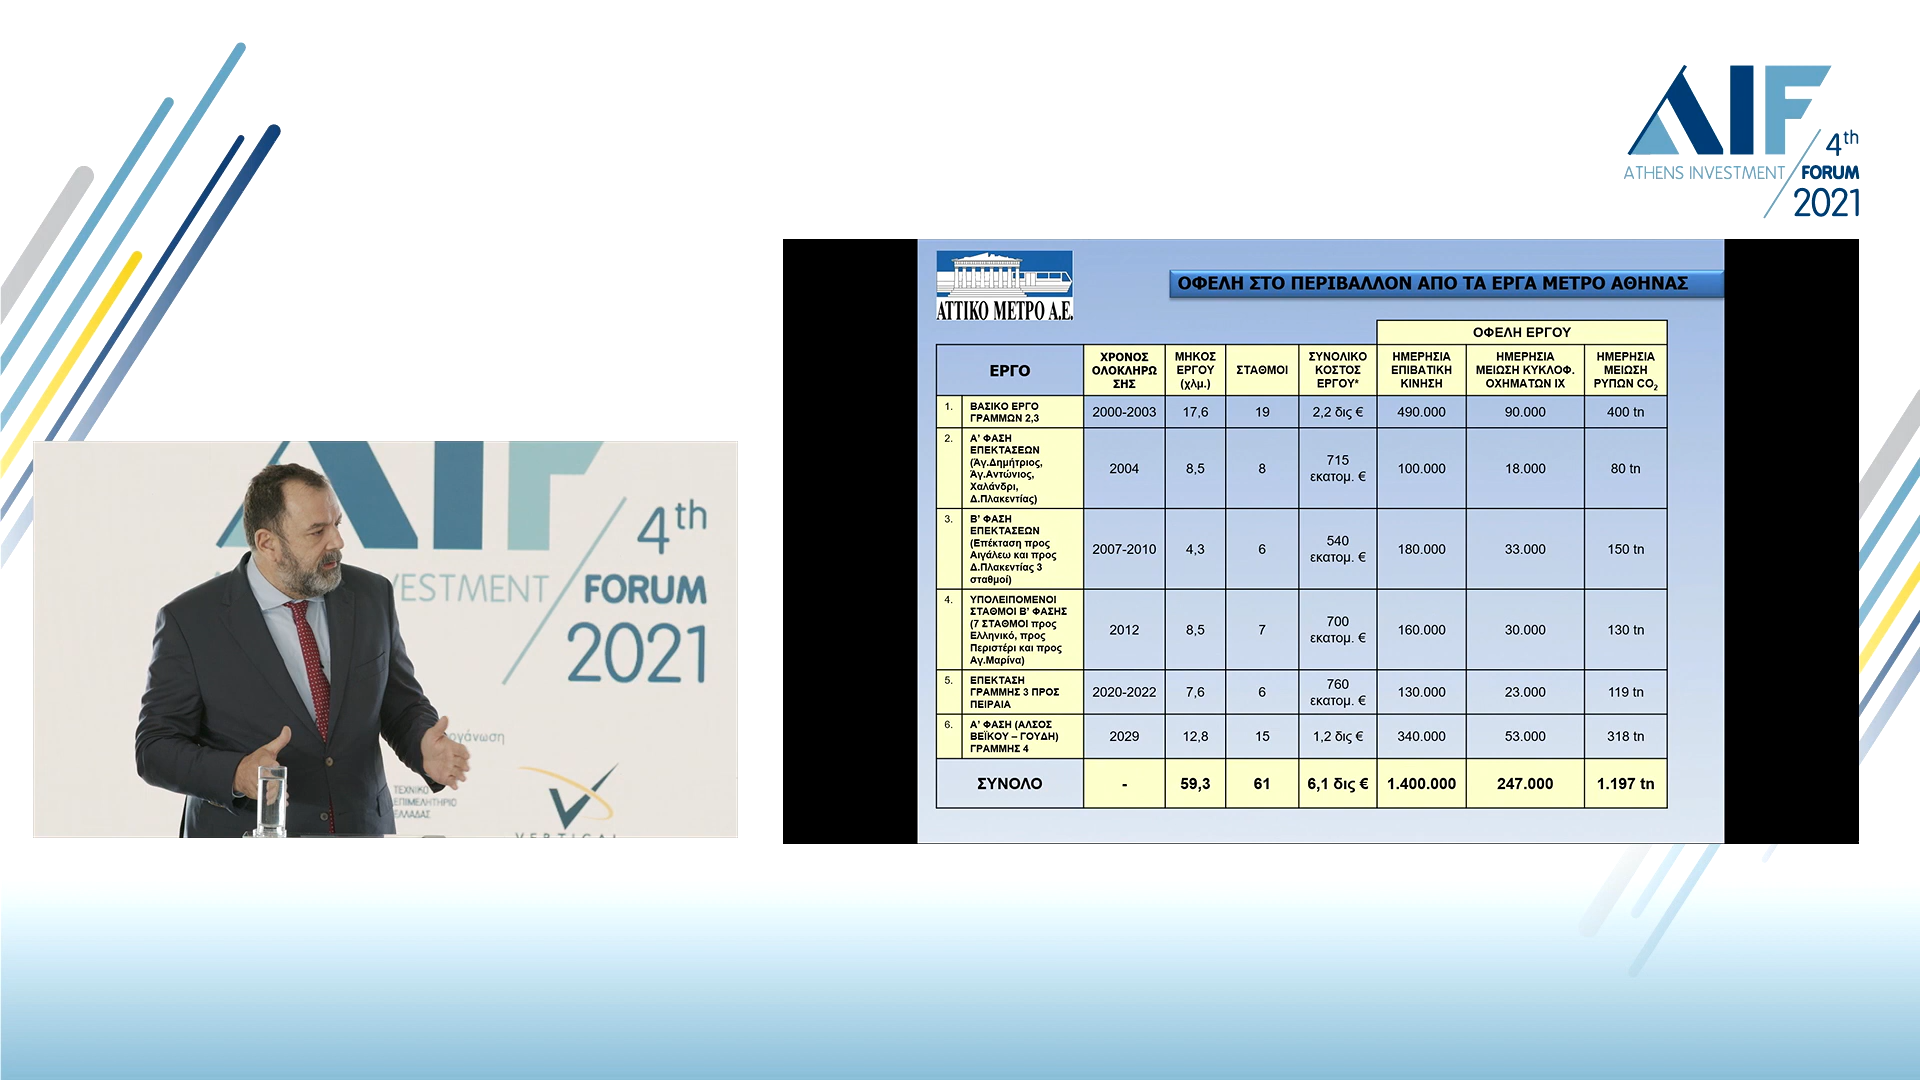 AIF
4th
ATHENS INVESTMENT
FORUM
2021
ΑΤΤΙΚΟ ΜΕΤΡΟ Α.Ε.
ΟΦΕΛΗ ΣΤΟ ΠΕΡΙΒΑΛΛΟΝ ΑΠΟ ΤΑ ΕΡΓΑ ΜΕΤΡΟ ΑΘΗΝΑΣ
ΟΦΕΛΗ ΕΡΓΟΥ
ΕΡΓΟ
ΧΡΟΝΟΣ
ΟΛΟΚΛΗΡΩ
ΣΗΣ
ΜΗΚΟΣ
ΕΡΓΟΥ
(χλμ.)
ΣΤΑΘΜΟΙ
ΣΥΝΟΛΙΚΟ
ΚΟΣΤΟΣ
ΕΡΓΟΥ*
ΗΜΕΡΗΣΙΑ
ΕΠΙΒΑΤΙΚΗ
ΚΙΝΗΣΗ
ΗΜΕΡΗΣΙΑ
ΜΕΙΩΣΗ ΚΥΚΛΟΦ.
ΟΧΗΜΑΤΩΝ ΙΧ
ΗΜΕΡΗΣΙΑ
ΜΕΙΩΣΗ
ΡΥΠΩΝ CO2
1.
ΒΑΣΙΚΟ ΕΡΓΟ
ΓΡΑΜΜΩΝ 2,3
2000-2003
17,6
19
2,2 δις €
490.000
90.000
400 tn
2.
Α' ΦΑΣΗ
ΕΠΕΚΤΑΣΕΩΝ
(Άγ.Δημήτριος,
Άγ.Αντώνιος,
Χαλάνδρι,
Δ.Πλακεντίας)
2004
8,5
8
715
εκατομ. €
100.000
18.000
80 tn
3.
Β' ΦΑΣΗ
ΕΠΕΚΤΑΣΕΩΝ
(Επέκταση προς
Αιγάλεω και προς
Δ.Πλακεντίας 3
σταθμοί)
2007-2010
4,3
6
540
εκατομ. €
180.000
33.000
150 tn
4.
ΥΠΟΛΕΙΠΟΜΕΝΟΙ
ΣΤΑΘΜΟΙ Β' ΦΑΣΗΣ
(7 ΣΤΑΘΜΟΙ προς
Ελληνικό, προς
Περιστέρι και προς
Αγ.Μαρίνα)
2012
8,5
7
700
εκατομ. €
160.000
30.000
130 tn
5.
ΕΠΕΚΤΑΣΗ
ΓΡΑΜΜΗΣ 3 ΠΡΟΣ
ΠΕΙΡΑΙΑ
2020-2022
7,6
6
760
εκατομ. €
130.000
23.000
119 tn
6.
Α' ΦΑΣΗ (ΑΛΣΟΣ
ΒΕΪΚΟΥ – ΓΟΥΔΗ)
ΓΡΑΜΜΗΣ 4
2029
12,8
15
1,2 δις €
340.000
53.000
318 tn
ΣΥΝΟΛΟ
-
59,3
61
6,1 δις €
1.400.000
247.000
1.197 tn
AIF
4th
ESTMENT
FORUM
2021
γάνωση
ΤΕΧΝΙΚΟ
ΕΠΙΜΕΛΗΤΗΡΙΟ
ΕΛΛΑΔΑΣ
VERTICAL